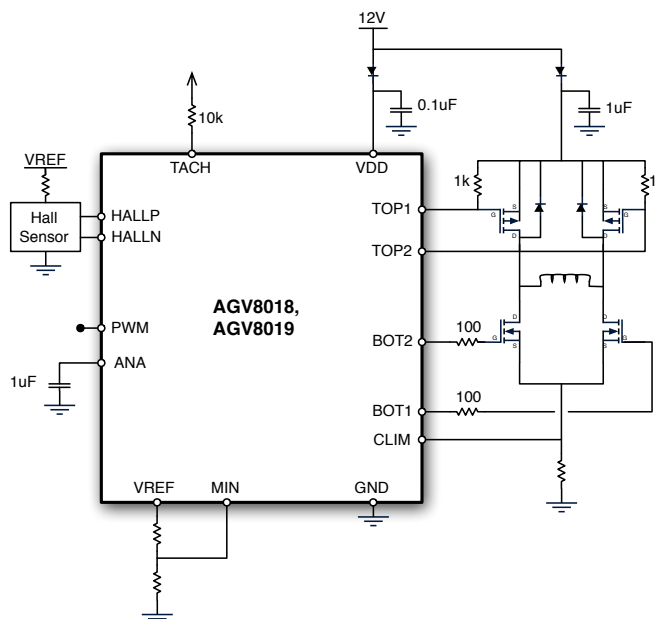 12V
0.1uF
1uF
10k
TACH
VDD
VREF
1k
1
Hall
Sensor
HALLP
HALLN
TOP1
TOP2
G
S
D
S
G
D
AGV8018,
AGV8019
PWM
ANA
1uF
BOT2
100
G
D
S
D
G
S
BOT1
100
CLIM
VREF
MIN
GND